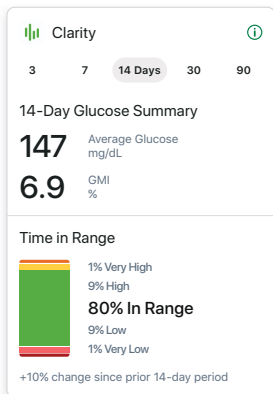 Clarity
3 7 14 Days 30 90
14-Day Glucose Summary
147 Average Glucose
mg/dL
6.9 GMI
%
Time in Range
1% Very High
9% High
80% In Range
9% Low
1% Very Low
+10% change since prior 14-day period